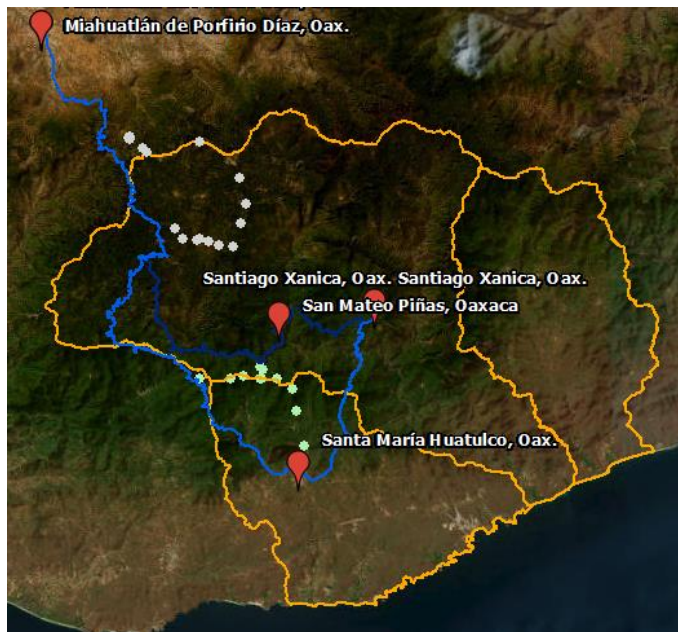 Miahuatlán de Porfirio Díaz, Oax.
Santiago Xanica, Oax. Santiago Xanica, Oax.
San Mateo Piñas, Oaxaca
Santa María Huatulco, Oax.